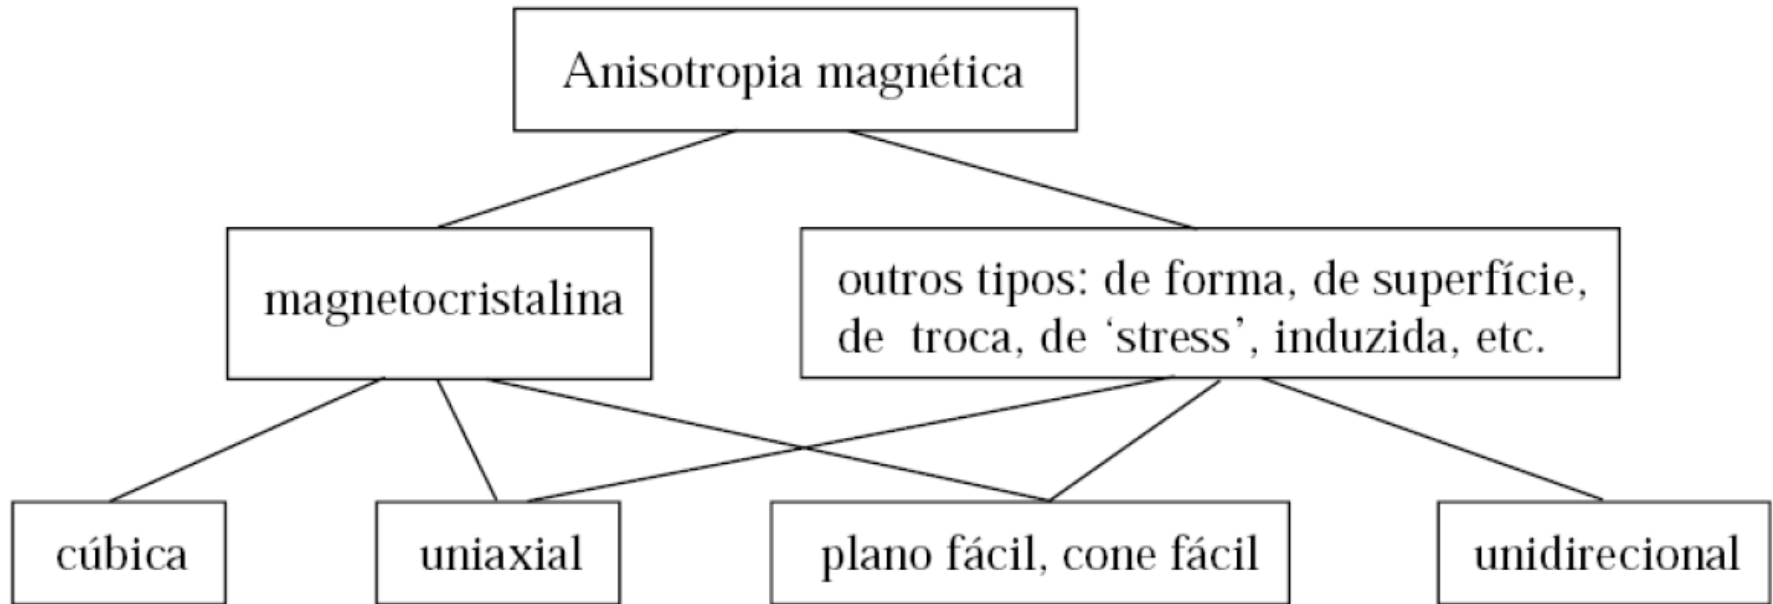 Anisotropia magnética
magnetocristalina
outros tipos: de forma, de superfície,
de troca, de ‘stress’, induzida, etc.
cúbica
uniaxial
plano fácil, cone fácil
unidirecional